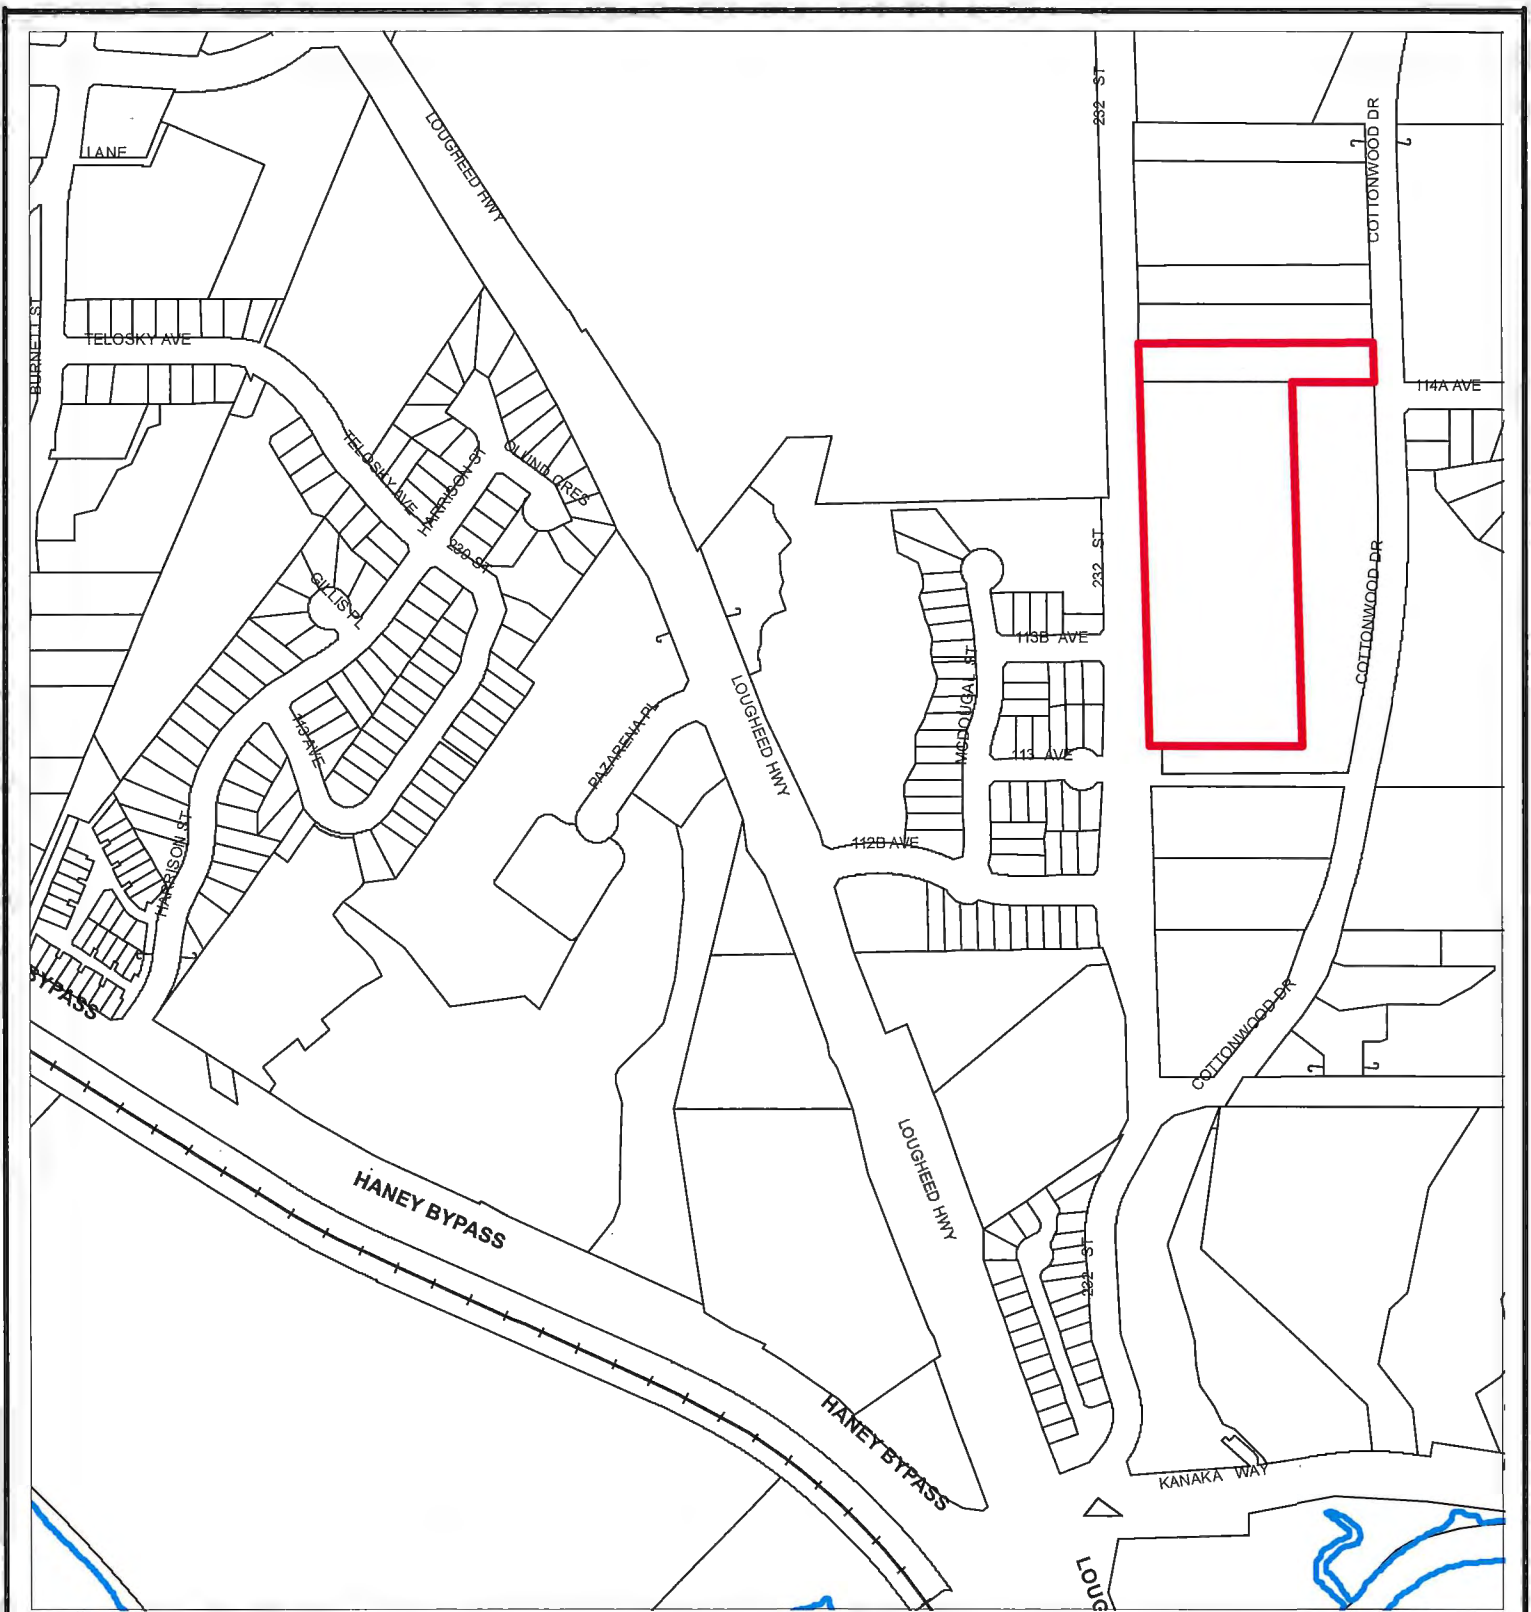 232 ST
COTTONWOOD DR
LOUGHEED HWY
LANE
BURNETT ST
TELOSKY AVE
114A AVE
TELOSKY AVE
HARRISON ST
OLUND CRES
230 ST
232 ST
COTTONWOOD DR
GILLIS PL
113B AVE
MCDOUGAL ST
LOUGHEED HWY
PAZARENA PL
113 AVE
113 AVE
112B AVE
HARRISON ST
BYPASS
COTTONWOOD DR
LOUGHEED HWY
HANEY BYPASS
232 ST
HANEY BYPASS
KANAKA WAY
LOUG